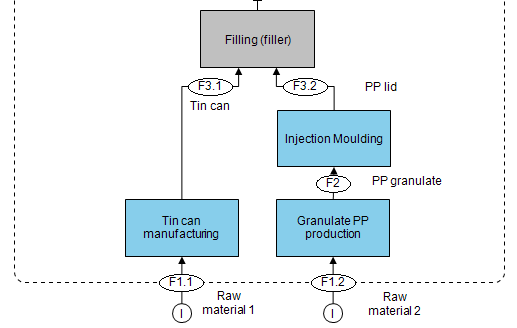 Filling (filler)
F3.1
F3.2
PP lid
Tin can
Injection Moulding
F2
PP granulate
Tin can
manufacturing
Granulate PP
production
F1.1
F1.2
Raw
material 1
Raw
material 2
I
I